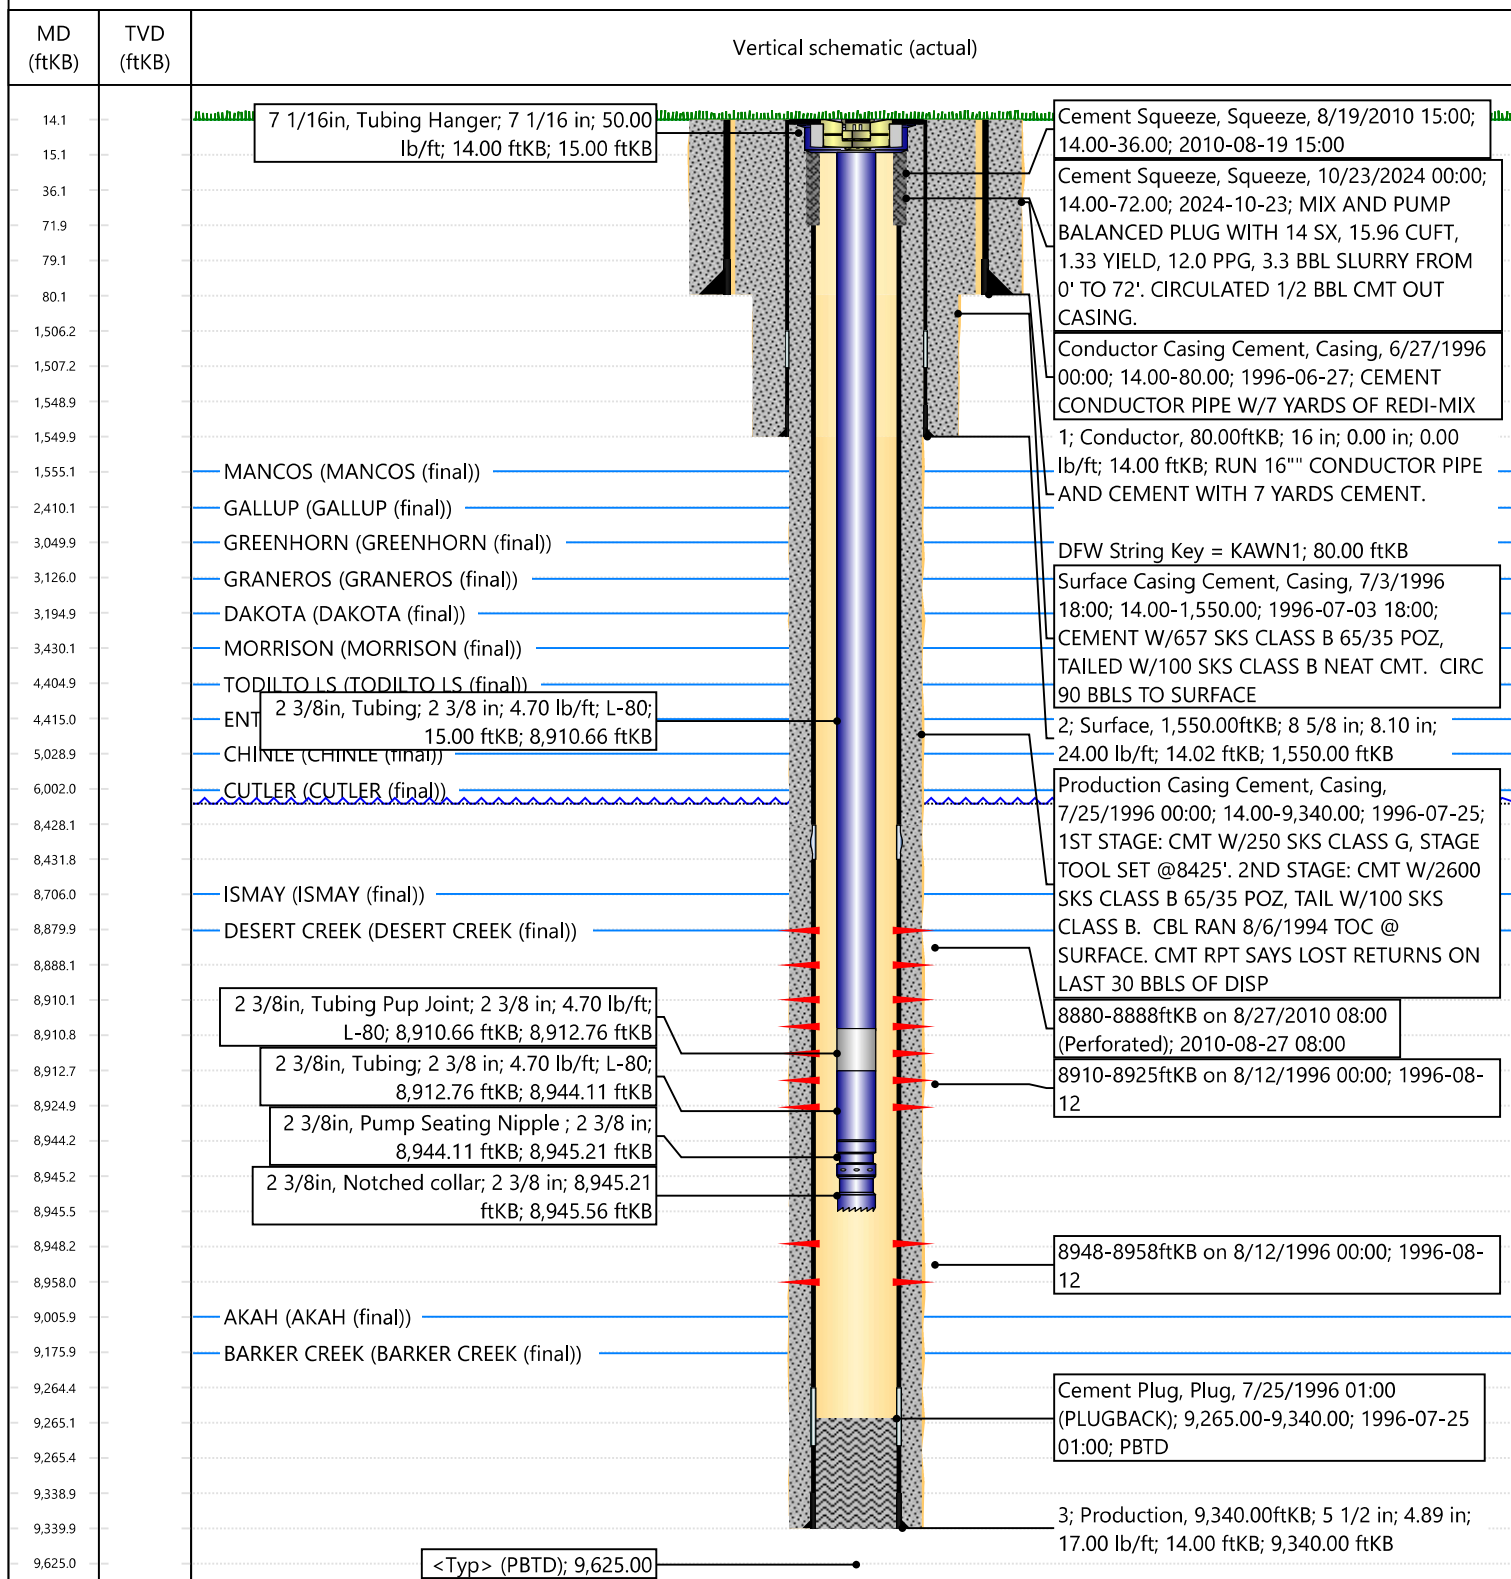 MD
(ftKB)
TVD
(ftKB)
Vertical schematic (actual)
14.1
15.1
36.1
71.9
79.1
80.1
1,506.2
1,507.2
1,548.9
1,549.9
1,555.1
2,410.1
3,049.9
3,126.0
3,194.9
3,430.1
4,404.9
4,415.0
5,028.9
6,002.0
8,428.1
8,431.8
8,706.0
8,879.9
8,888.1
8,910.1
8,910.8
8,912.7
8,924.9
8,944.2
8,945.2
8,945.5
8,948.2
8,958.0
9,005.9
9,175.9
9,264.4
9,265.1
9,265.4
9,338.9
9,339.9
9,625.0
7 1/16in, Tubing Hanger; 7 1/16 in; 50.00
lb/ft; 14.00 ftKB; 15.00 ftKB
MANCOS (MANCOS (final))
GALLUP (GALLUP (final))
GREENHORN (GREENHORN (final))
GRANEROS (GRANEROS (final))
DAKOTA (DAKOTA (final))
MORRISON (MORRISON (final))
TODILTO LS (TODILTO LS (final))
2 3/8in, Tubing; 2 3/8 in; 4.70 lb/ft; L-80;
15.00 ftKB; 8,910.66 ftKB
ENT
CHINLE (CHINLE (final))
CUTLER (CUTLER (final))
ISMAY (ISMAY (final))
DESERT CREEK (DESERT CREEK (final))
2 3/8in, Tubing Pup Joint; 2 3/8 in; 4.70 lb/ft;
L-80; 8,910.66 ftKB; 8,912.76 ftKB
2 3/8in, Tubing; 2 3/8 in; 4.70 lb/ft; L-80;
8,912.76 ftKB; 8,944.11 ftKB
2 3/8in, Pump Seating Nipple ; 2 3/8 in;
8,944.11 ftKB; 8,945.21 ftKB
2 3/8in, Notched collar; 2 3/8 in; 8,945.21
ftKB; 8,945.56 ftKB
AKAH (AKAH (final))
BARKER CREEK (BARKER CREEK (final))
<Typ> (PBTD); 9,625.00
Cement Squeeze, Squeeze, 8/19/2010 15:00;
14.00-36.00; 2010-08-19 15:00
Cement Squeeze, Squeeze, 10/23/2024 00:00;
14.00-72.00; 2024-10-23; MIX AND PUMP
BALANCED PLUG WITH 14 SX, 15.96 CUFT,
1.33 YIELD, 12.0 PPG, 3.3 BBL SLURRY FROM
0' TO 72'. CIRCULATED 1/2 BBL CMT OUT
CASING.
Conductor Casing Cement, Casing, 6/27/1996
00:00; 14.00-80.00; 1996-06-27; CEMENT
CONDUCTOR PIPE W/7 YARDS OF REDI-MIX
1; Conductor, 80.00ftKB; 16 in; 0.00 in; 0.00
lb/ft; 14.00 ftKB; RUN 16"" CONDUCTOR PIPE
AND CEMENT WITH 7 YARDS CEMENT.
DFW String Key = KAWN1; 80.00 ftKB
Surface Casing Cement, Casing, 7/3/1996
18:00; 14.00-1,550.00; 1996-07-03 18:00;
CEMENT W/657 SKS CLASS B 65/35 POZ,
TAILED W/100 SKS CLASS B NEAT CMT.  CIRC
90 BBLS TO SURFACE
2; Surface, 1,550.00ftKB; 8 5/8 in; 8.10 in;
24.00 lb/ft; 14.02 ftKB; 1,550.00 ftKB
Production Casing Cement, Casing,
7/25/1996 00:00; 14.00-9,340.00; 1996-07-25;
1ST STAGE: CMT W/250 SKS CLASS G, STAGE
TOOL SET @8425'. 2ND STAGE: CMT W/2600
SKS CLASS B 65/35 POZ, TAIL W/100 SKS
CLASS B.  CBL RAN 8/6/1994 TOC @
SURFACE. CMT RPT SAYS LOST RETURNS ON
LAST 30 BBLS OF DISP
8880-8888ftKB on 8/27/2010 08:00
(Perforated); 2010-08-27 08:00
8910-8925ftKB on 8/12/1996 00:00; 1996-08-
12
8948-8958ftKB on 8/12/1996 00:00; 1996-08-
12
Cement Plug, Plug, 7/25/1996 01:00
(PLUGBACK); 9,265.00-9,340.00; 1996-07-25
01:00; PBTD
3; Production, 9,340.00ftKB; 5 1/2 in; 4.89 in;
17.00 lb/ft; 14.00 ftKB; 9,340.00 ftKB